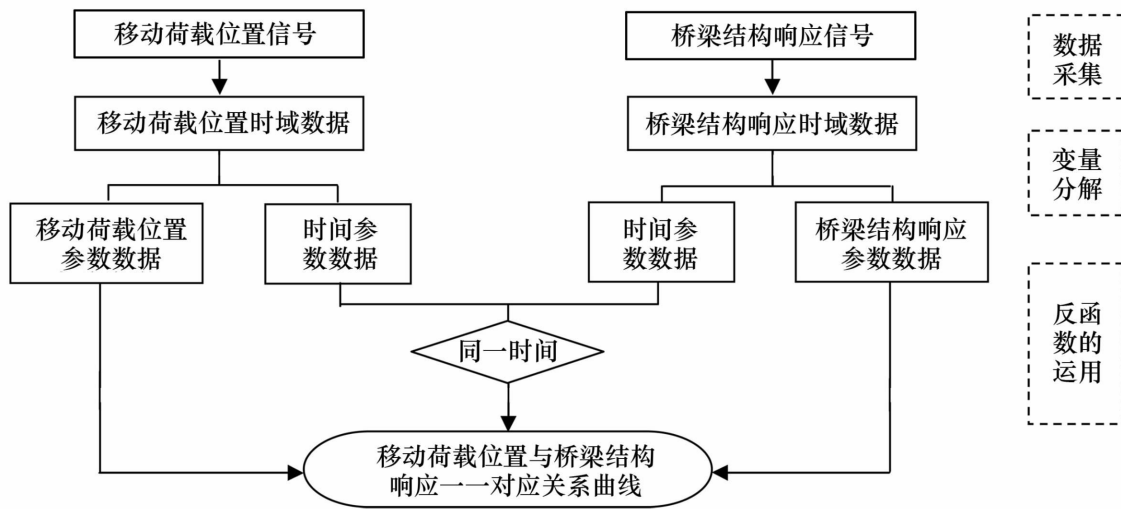 移动荷载位置信号
桥梁结构响应信号
数据
采集
移动荷载位置时域数据
桥梁结构响应时域数据
变量
分解
移动荷载位置
参数数据
时间参
数数据
时间参
数数据
桥梁结构响应
参数数据
反函
数的
运用
同一时间
移动荷载位置与桥梁结构
响应一一对应关系曲线